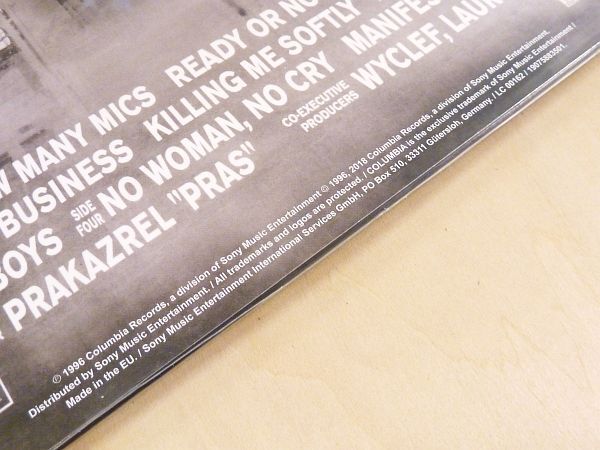 MANY MICS READY OR NO
BUSINESS KILLING ME SOFTLY
BOYS SIDE FOUR NO WOMAN, NO CRY MANIFES
PRAKAZREL "PRAS" CO-EXECUTIVE PRODUCERS WYCLEF, LAUR
℗ 1996 Columbia Records, a division of Sony Music Entertainment © 1996, 2018 Columbia Records, a division of Sony Music Entertainment
Distributed by Sony Music Entertainment. / All trademarks and logos are protected. / COLUMBIA is the exclusive trademark of Sony Music Entertainment /
Made in the EU. / Sony Music Entertainment International Services GmbH, PO Box 510, 33311 Gütersloh, Germany. / LC 00162 / 19075883501.